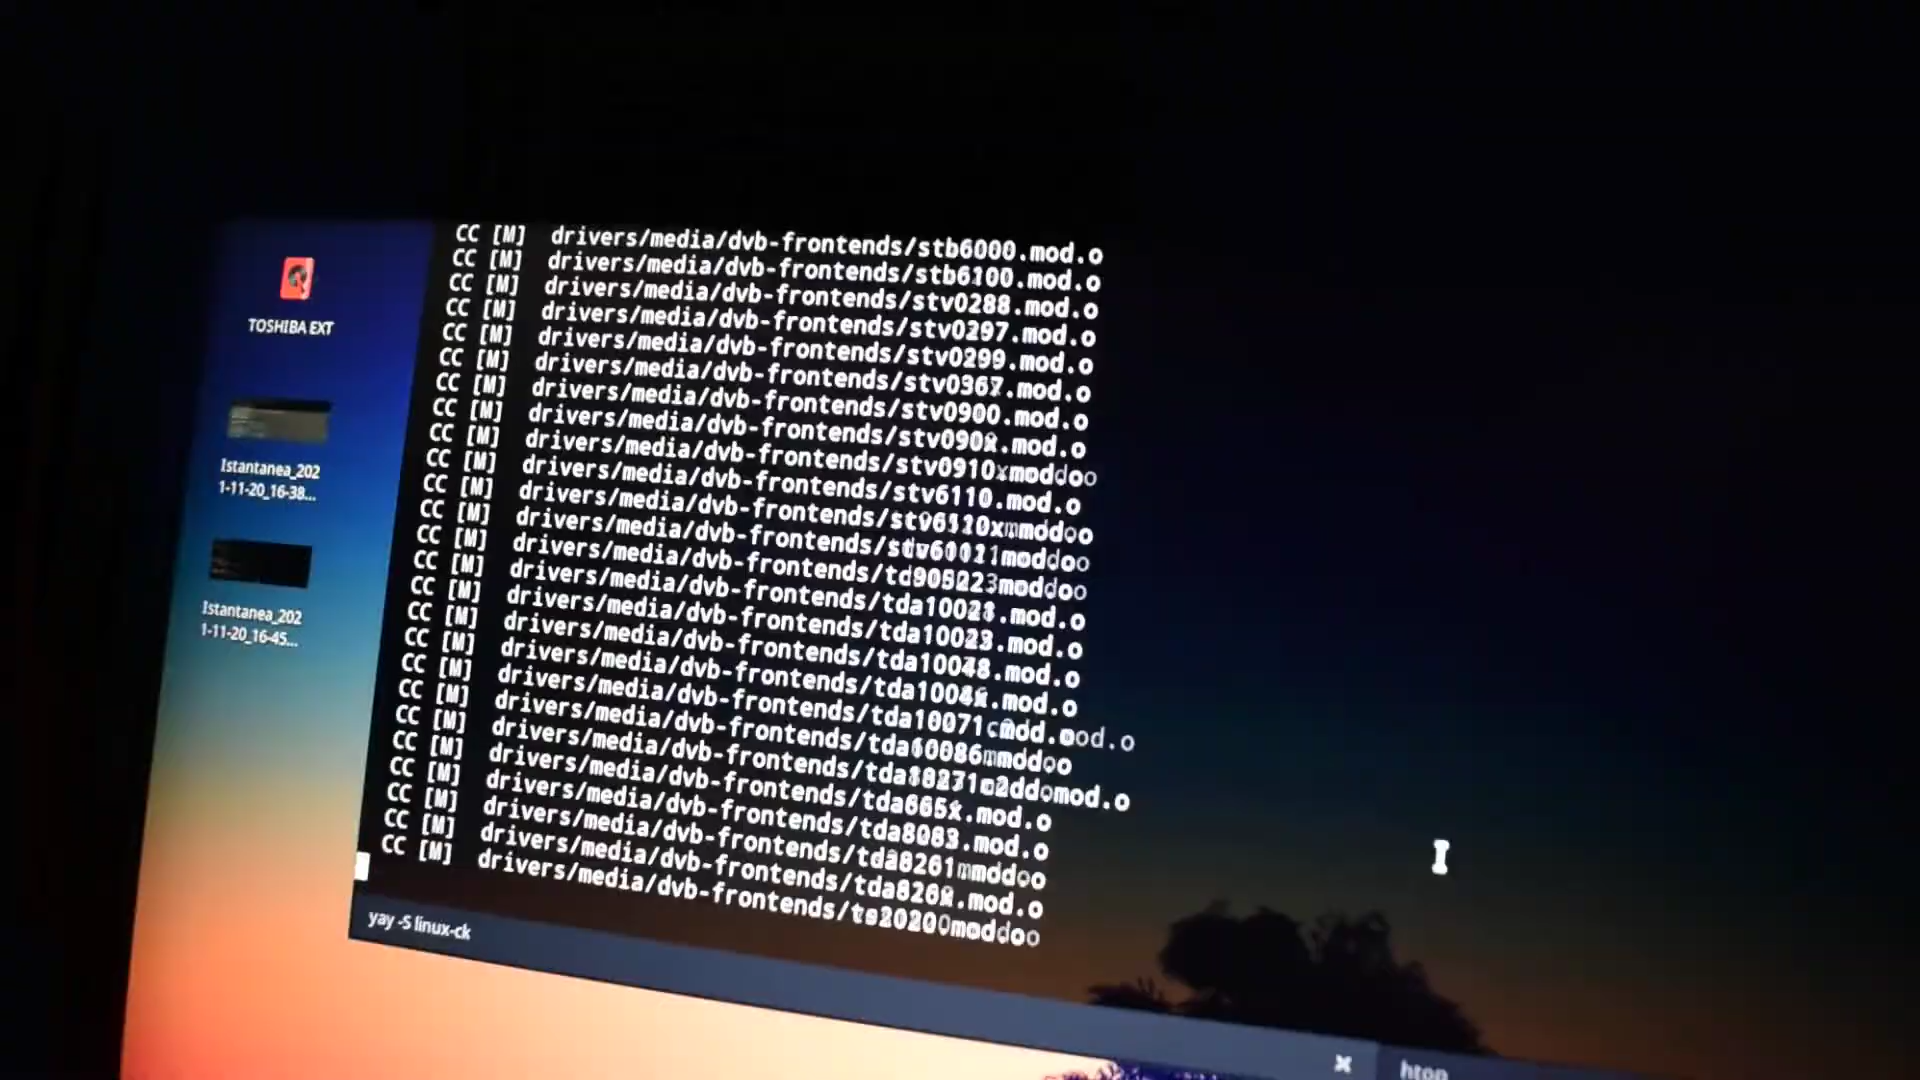 TOSHIBA EXT
Istantanea_202
1-11-20_16-38...
Istantanea_202
1-11-20_16-45...
CC [M] drivers/media/dvb-frontends/stb6000.mod.o
CC [M] drivers/media/dvb-frontends/stb6100.mod.o
CC [M] drivers/media/dvb-frontends/stv0288.mod.o
CC [M] drivers/media/dvb-frontends/stv0297.mod.o
CC [M] drivers/media/dvb-frontends/stv0299.mod.o
CC [M] drivers/media/dvb-frontends/stv0367.mod.o
CC [M] drivers/media/dvb-frontends/stv0900.mod.o
CC [M] drivers/media/dvb-frontends/stv090x.mod.o
CC [M] drivers/media/dvb-frontends/stv0910
CC [M] drivers/media/dvb-frontends/stv6110.mod.o
CC [M] drivers/media/dvb-frontends/
CC [M] drivers/media/dvb-frontends/
CC [M] drivers/media/dvb-frontends/
CC [M] drivers/media/dvb-frontends/
CC [M] drivers/media/dvb-frontends/
CC [M] drivers/media/dvb-frontends/
CC [M] drivers/media/dvb-frontends/
CC [M] drivers/media/dvb-frontends/
CC [M] drivers/media/dvb-frontends/
CC [M] drivers/media/dvb-frontends/
CC [M] drivers/media/dvb-frontends/
CC [M] drivers/media/dvb-frontends/tda8083.mod.o
CC [M] drivers/media/dvb-frontends/
CC [M] drivers/media/dvb-frontends/
CC [M] drivers/media/dvb-frontends/
yay -S linux-ck
htop